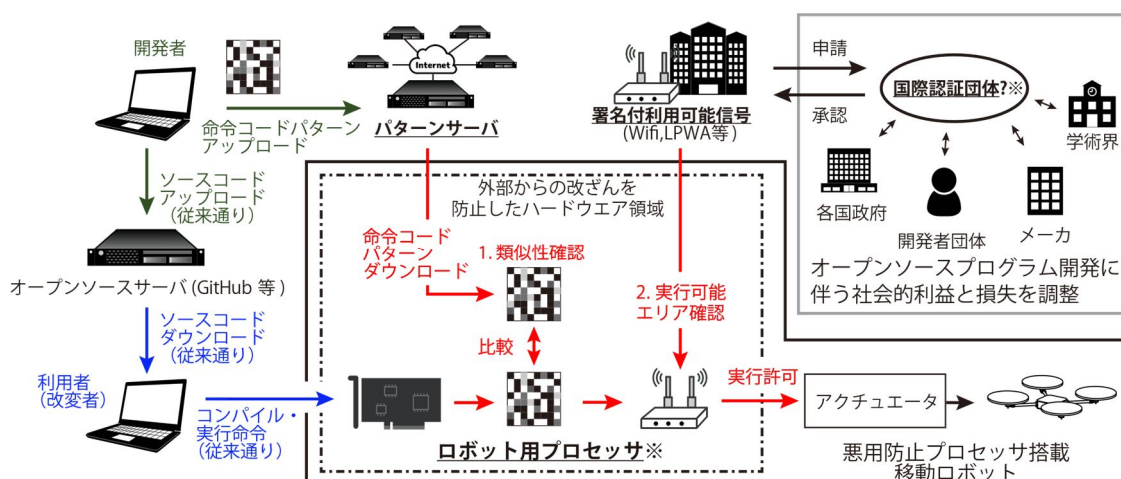 開発者
命令コードパターン
アップロード
Internet
パターンサーバ
署名付利用可能信号
(Wifi,LPWA等)
申請
承認
国際認証団体?※
学術界
各国政府
開発者団体
メーカ
オープンソースプログラム開発に
伴う社会的利益と損失を調整
ソースコード
アップロード
(従来通り)
オープンソースサーバ(GitHub 等)
ソースコード
ダウンロード
(従来通り)
利用者
(改変者)
コンパイル・
実行命令
(従来通り)
外部からの改ざんを
防止したハードウエア領域
命令コード
パターン
ダウンロード
1. 類似性確認
比較
2. 実行可能
エリア確認
ロボット用プロセッサ※
実行許可
アクチュエータ
悪用防止プロセッサ搭載
移動ロボット